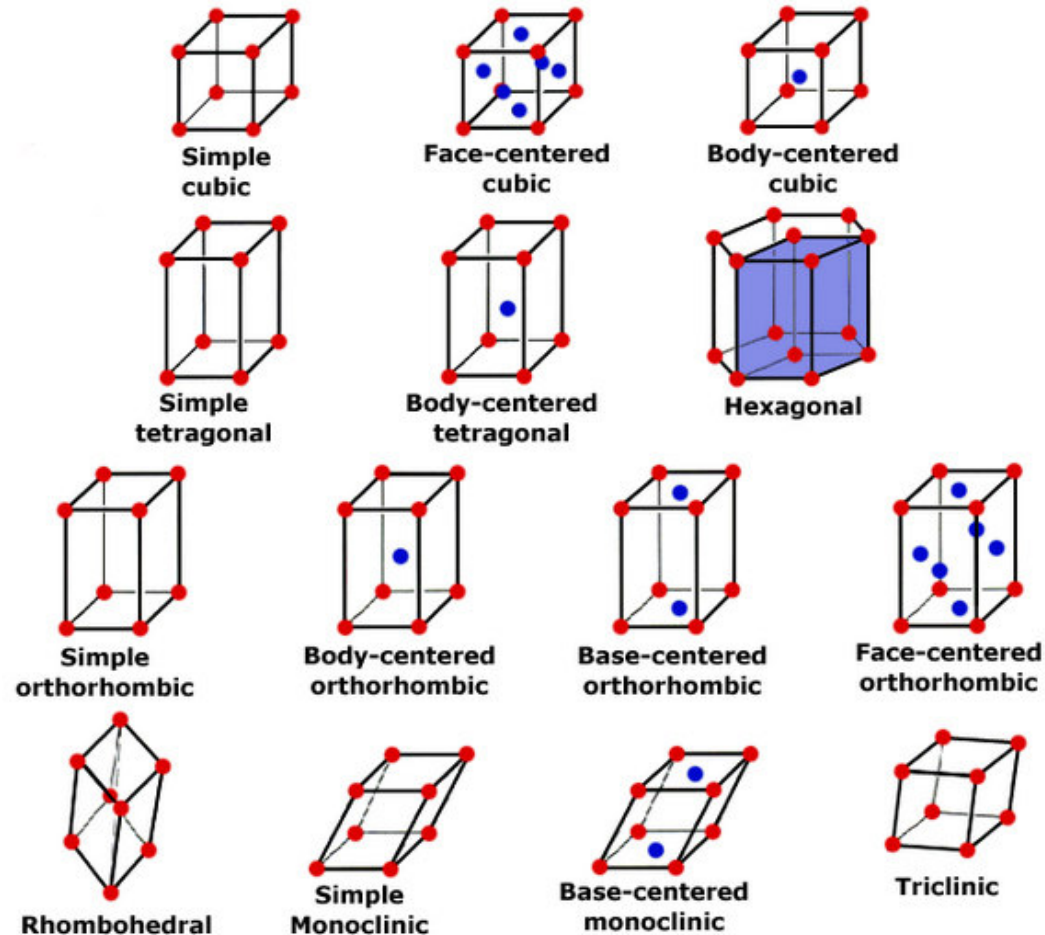 Simple
cubic
Face-centered
cubic
Body-centered
cubic
Simple
tetragonal
Body-centered
tetragonal
Hexagonal
Simple
orthorhombic
Body-centered
orthorhombic
Base-centered
orthorhombic
Face-centered
orthorhombic
Rhombohedral
Simple
Monoclinic
Base-centered
monoclinic
Triclinic